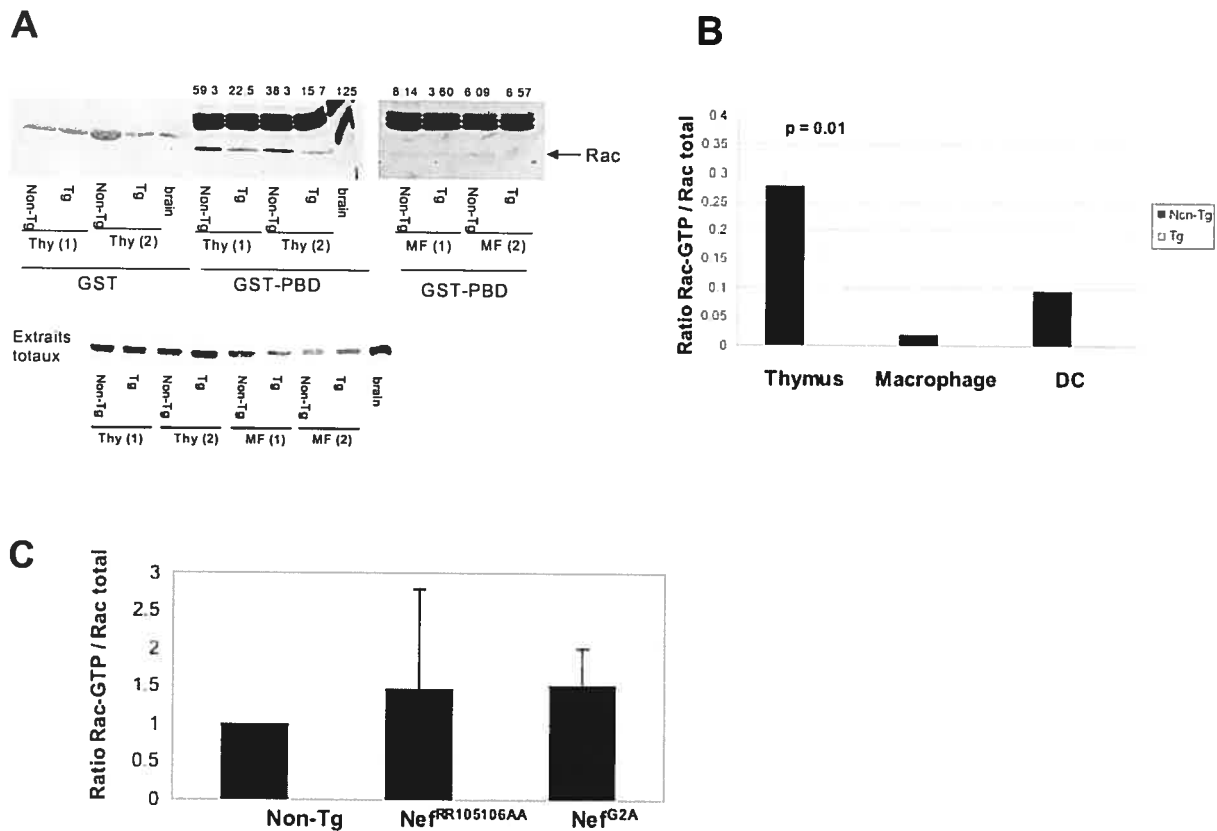 A
59 3 22 5 38 3 15 7 125
8 14 3 60 6 09 6 57
Rac
Non-Tg Tg Non-Tg Tg brain
Non-Tg Tg Non-Tg Tg brain
Non-Tg Tg Non-Tg Tg
Thy (1) Thy (2)
Thy (1) Thy (2)
MF (1) MF (2)
GST
GST-PBD
GST-PBD
Extraits
totaux
Non-Tg Tg Non-Tg Tg Non-Tg Tg Non-Tg Tg brain
Thy (1) Thy (2) MF (1) MF (2)
B
Ratio Rac-GTP / Rac total
0 4
0.35
0.3
0.25
0.2
0.15
0.1
0.05
0
p = 0.01
Thymus Macrophage DC
Non-Tg
Tg
C
Ratio Rac-GTP / Rac total
3
2.5
2
1.5
1
0.5
0
Non-Tg Nef^RR105106AA Nef^G2A